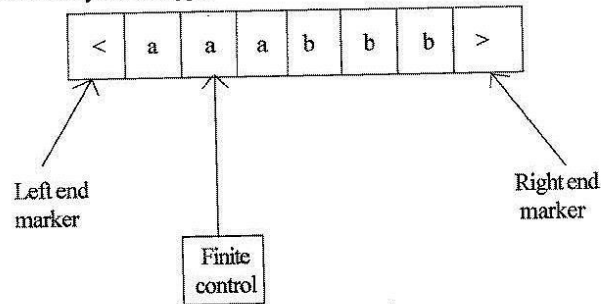 < a a a b b b >
Left end
marker
Right end
marker
Finite
control